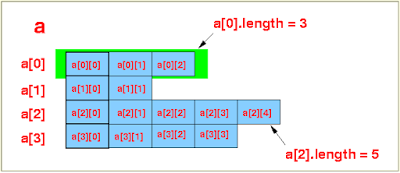 a[0].length = 3
a
a[0] a[0][0] a[0][1] a[0][2]
a[1] a[1][0] a[1][1]
a[2] a[2][0] a[2][1] a[2][2] a[2][3] a[2][4]
a[3] a[3][0] a[3][1] a[3][2] a[3][3]
a[2].length = 5